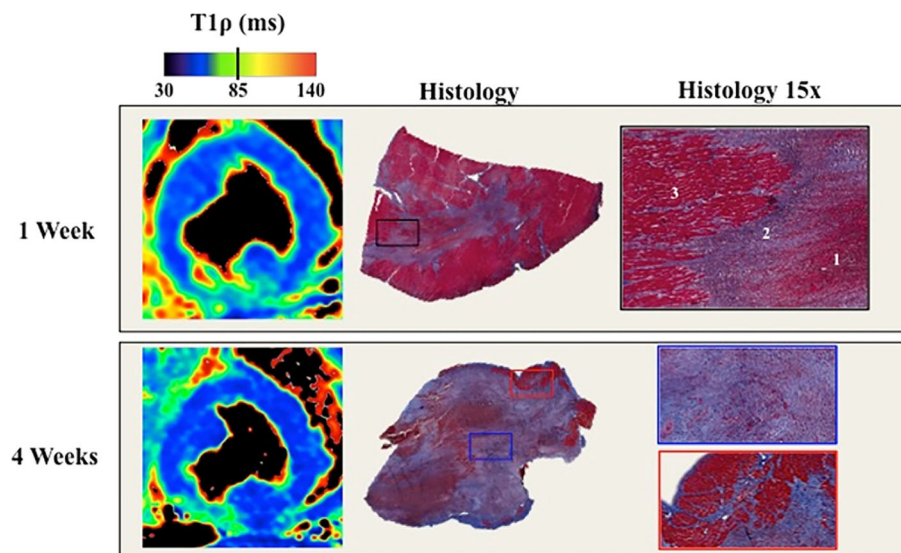 T1ρ (ms)
30 85 140
Histology Histology 15x
1 Week
3
2
1
4 Weeks